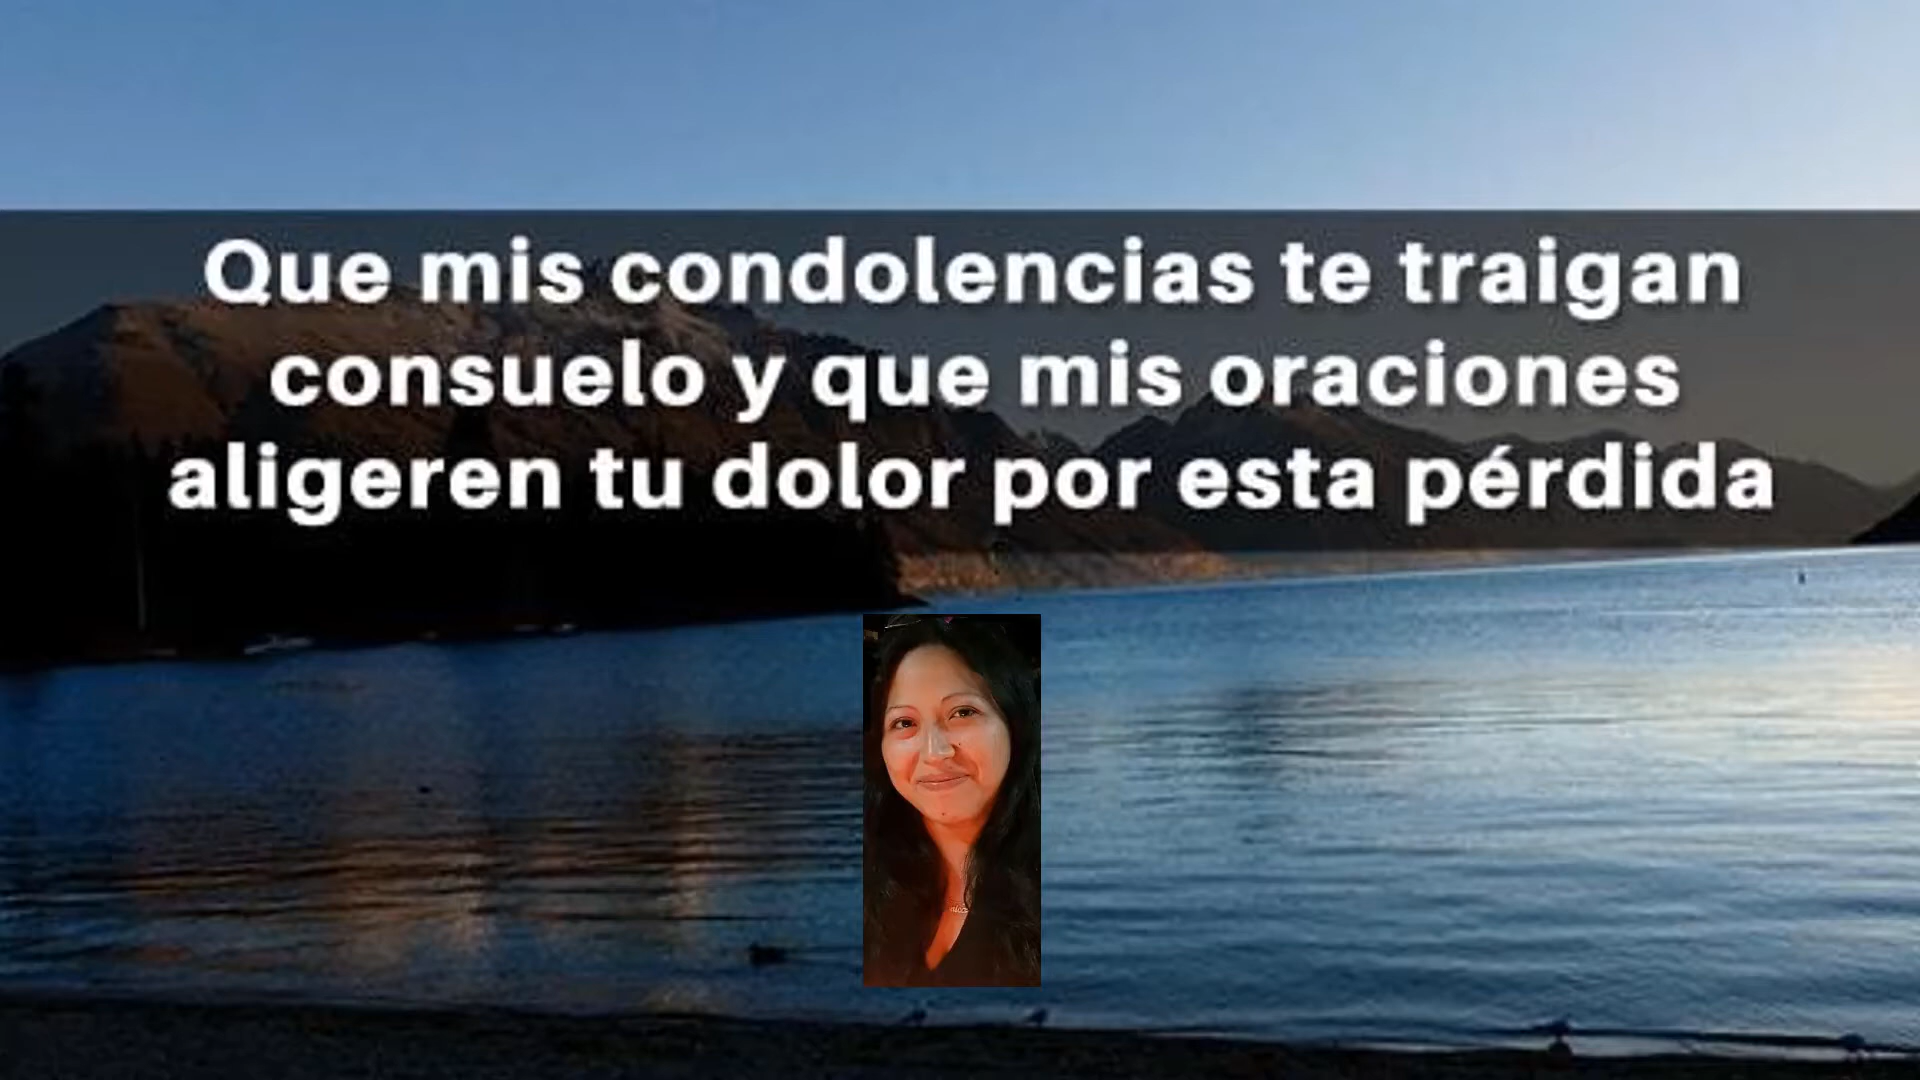 Que mis condolencias te traigan
consuelo y que mis oraciones
aligeren tu dolor por esta pérdida